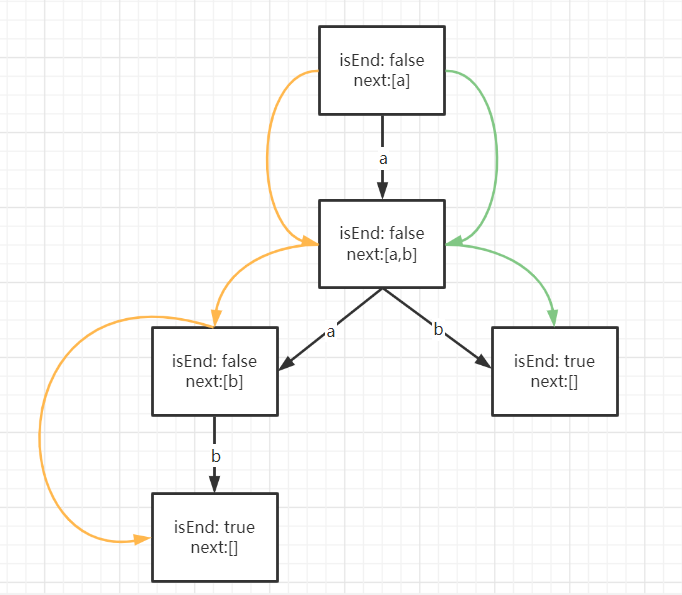 isEnd: false
next:[a]
a
isEnd: false
next:[a,b]
a
b
isEnd: false
next:[b]
isEnd: true
next:[]
b
isEnd: true
next:[]